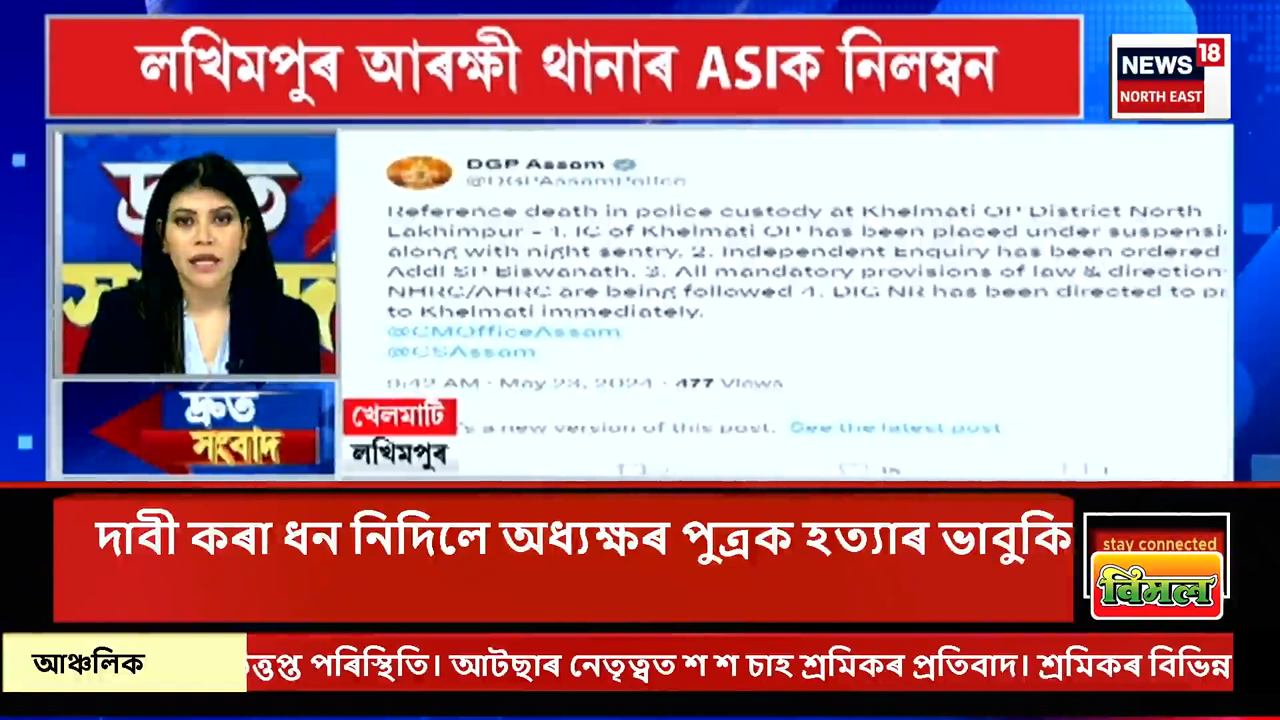 লখিমপুৰ আৰক্ষী থানাৰ ASIক নিলম্বন
NEWS 18
NORTH EAST
দ্ৰুত
DGP Assam
@DGPAssamPolice
Reference death in police custody at Khelmati OP District North
Lakhimpur - 1. IC of Khelmati OP has been placed under suspensi
along with night sentry. 2. Independent Enquiry has been ordered
Addl SP Biswanath. 3. All mandatory provisions of law & direction
NHRC/AHRC are being followed 4. DIG NR has been directed to p
to Khelmati immediately.
@CMOfficeAssam
@CSAssam
9:42 AM · May 23, 2024 · 477 Views
's a new version of this post. See the latest post
দ্ৰুত
সংবাদ
খেলমাটি
লখিমপুৰ
দাবী কৰা ধন নিদিলে অধ্যক্ষৰ পুত্ৰক হত্যাৰ ভাবুকি
stay connected
বিমল
আঞ্চলিক
ত্তপ্ত পৰিস্থিতি। আটছাৰ নেতৃত্বত শ শ চাহ শ্ৰমিকৰ প্ৰতিবাদ। শ্ৰমিকৰ বিভিন্ন